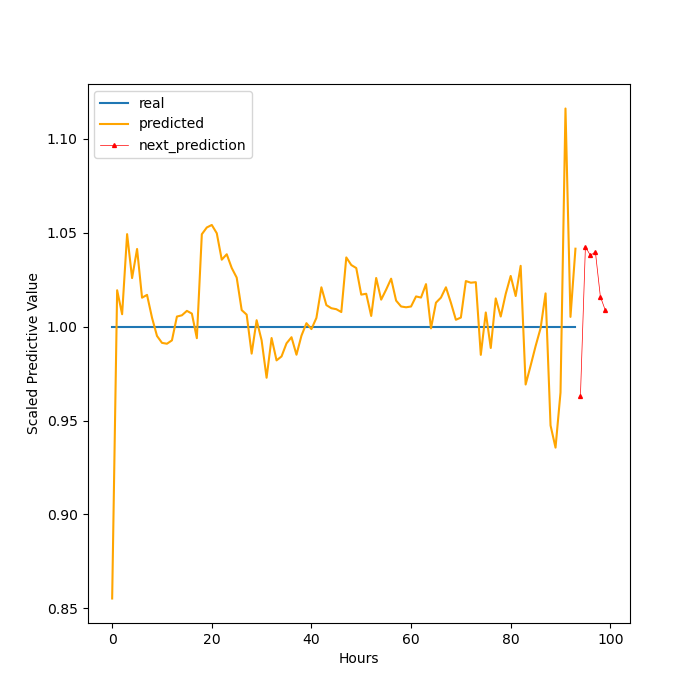 real
predicted
next_prediction
1.10
1.05
1.00
0.95
0.90
0.85
Scaled Predictive Value
0 20 40 60 80 100
Hours